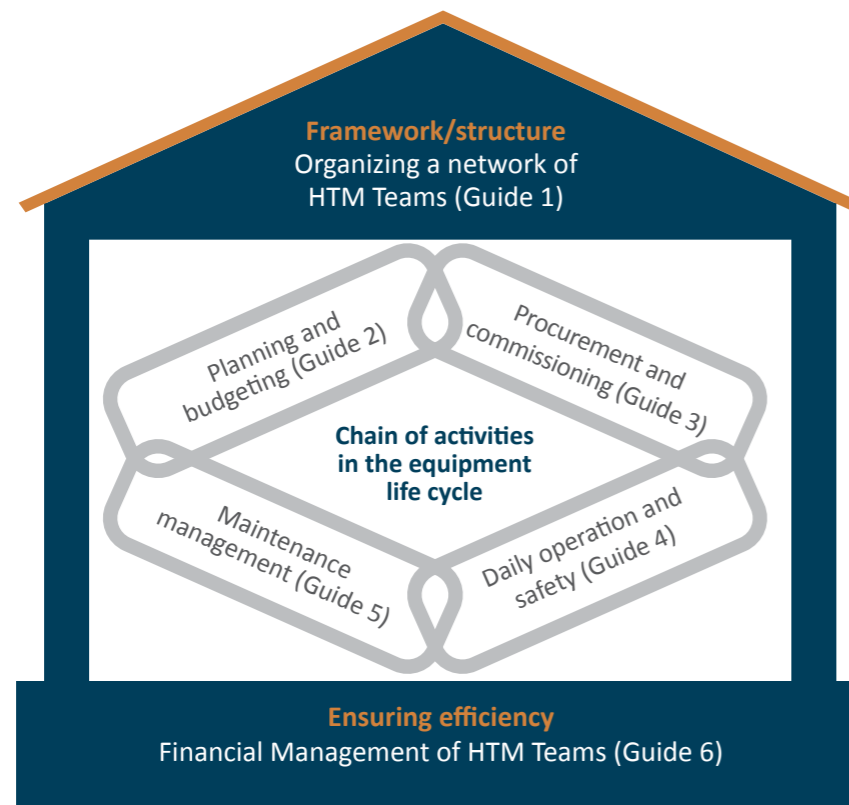 Framework/structure
Organizing a network of
HTM Teams (Guide 1)
Planning and
budgeting (Guide 2)
Procurement and
commissioning (Guide 3)
Chain of activities
in the equipment
life cycle
Maintenance
management (Guide 5)
Daily operation and
safety (Guide 4)
Ensuring efficiency
Financial Management of HTM Teams (Guide 6)